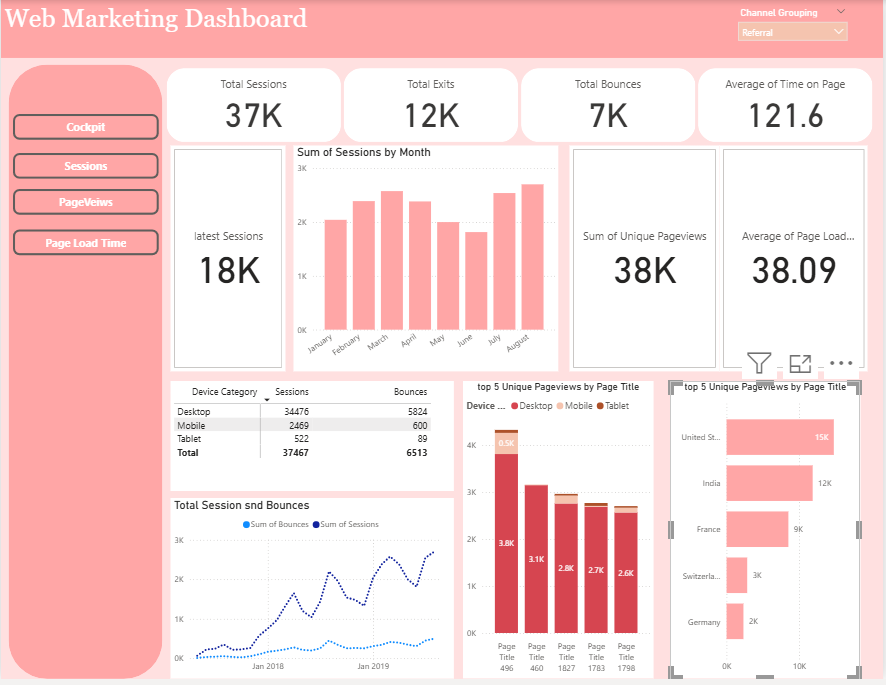 Web Marketing Dashboard
Channel Grouping
Referral
Cockpit
Sessions
PageVeiws
Page Load Time
Total Sessions
37K
Total Exits
12K
Total Bounces
7K
Average of Time on Page
121.6
latest Sessions
18K
Sum of Sessions by Month
3K
2K
1K
0K
January
February
March
April
May
June
July
August
Sum of Unique Pageviews
38K
Average of Page Load...
38.09
Device Category Sessions Bounces
Desktop 34476 5824
Mobile 2469 600
Tablet 522 89
Total 37467 6513
Total Session snd Bounces
Sum of Bounces Sum of Sessions
3K
2K
1K
0K
Jan 2018 Jan 2019
top 5 Unique Pageviews by Page Title
Device ... Desktop Mobile Tablet
4K
3K
2K
1K
0K
0.5K
3.8K
3.1K
2.8K
2.7K
2.6K
Page Title 496
Page Title 460
Page Title 1827
Page Title 1783
Page Title 1798
top 5 Unique Pageviews by Page Title
United St... 15K
India 12K
France 9K
Switzerla... 3K
Germany 2K
0K 10K